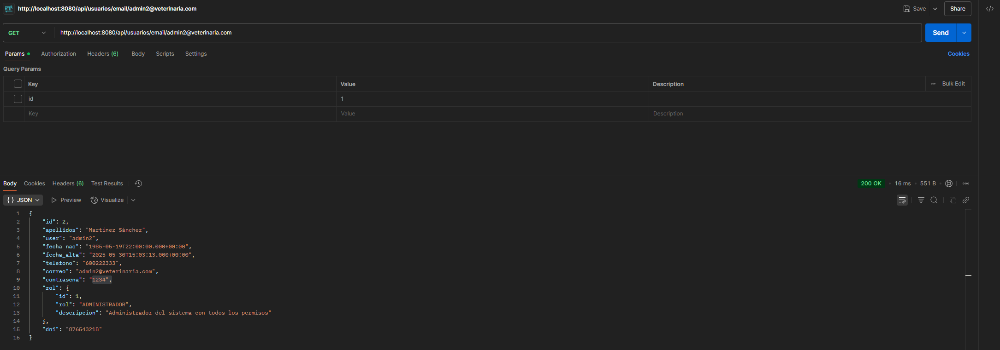 HTTP http://localhost:8080/api/usuarios/email/admin2@veterinaria.com Save Share
GET http://localhost:8080/api/usuarios/email/admin2@veterinaria.com Send
Params Authorization Headers (6) Body Scripts Settings Cookies
Query Params
Key Value Description Bulk Edit
id 1
Key Value Description
Body Cookies Headers (6) Test Results 200 OK 16 ms 551 B
{} JSON Preview Visualize
1 {
2 "id": 2,
3 "apellidos": "Martínez Sánchez",
4 "user": "admin2",
5 "fecha_nac": "1985-05-19T22:00:00.000+00:00",
6 "fecha_alta": "2025-05-30T15:03:13.000+00:00",
7 "telefono": "600222333",
8 "correo": "admin2@veterinaria.com",
9 "contrasena": "1234",
10 "rol": {
11 "id": 1,
12 "rol": "ADMINISTRADOR",
13 "descripcion": "Administrador del sistema con todos los permisos"
14 },
15 "dni": "87654321B"
16 }